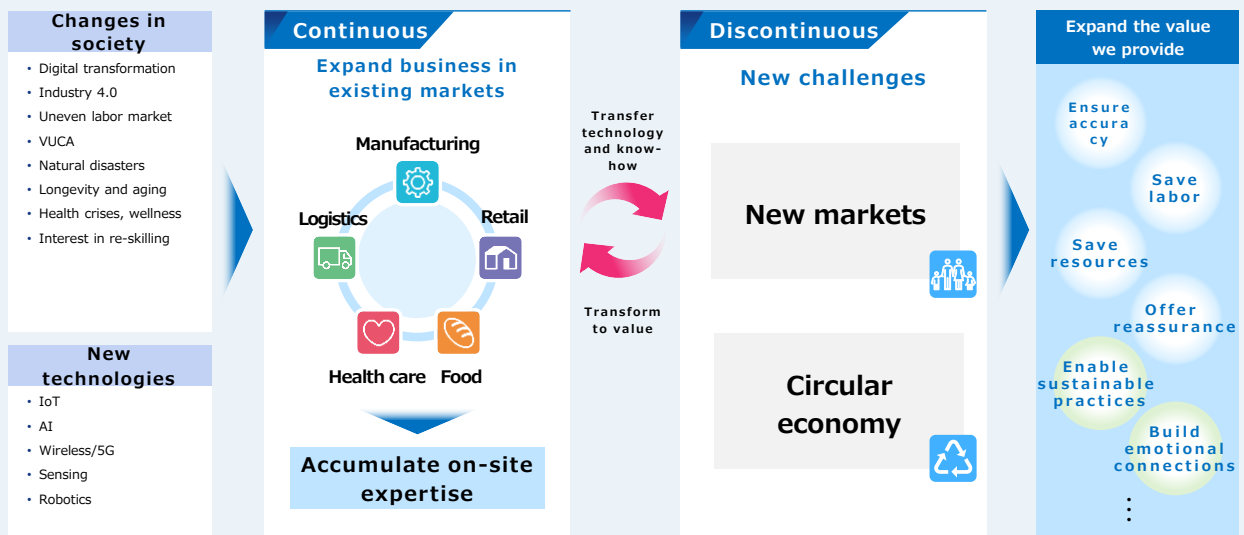 Changes in
society
• Digital transformation
• Industry 4.0
• Uneven labor market
• VUCA
• Natural disasters
• Longevity and aging
• Health crises, wellness
• Interest in re-skilling
New
technologies
• IoT
• AI
• Wireless/5G
• Sensing
• Robotics
Continuous
Expand business in
existing markets
Manufacturing
Logistics
Retail
Health care
Food
Accumulate on-site
expertise
Transfer
technology
and know-
how
Transform
to value
Discontinuous
New challenges
New markets
Circular
economy
Expand the value
we provide
Ensure
accura
cy
Save
labor
Save
resources
Offer
reassurance
Enable
sustainable
practices
Build
emotional
connections
⋮